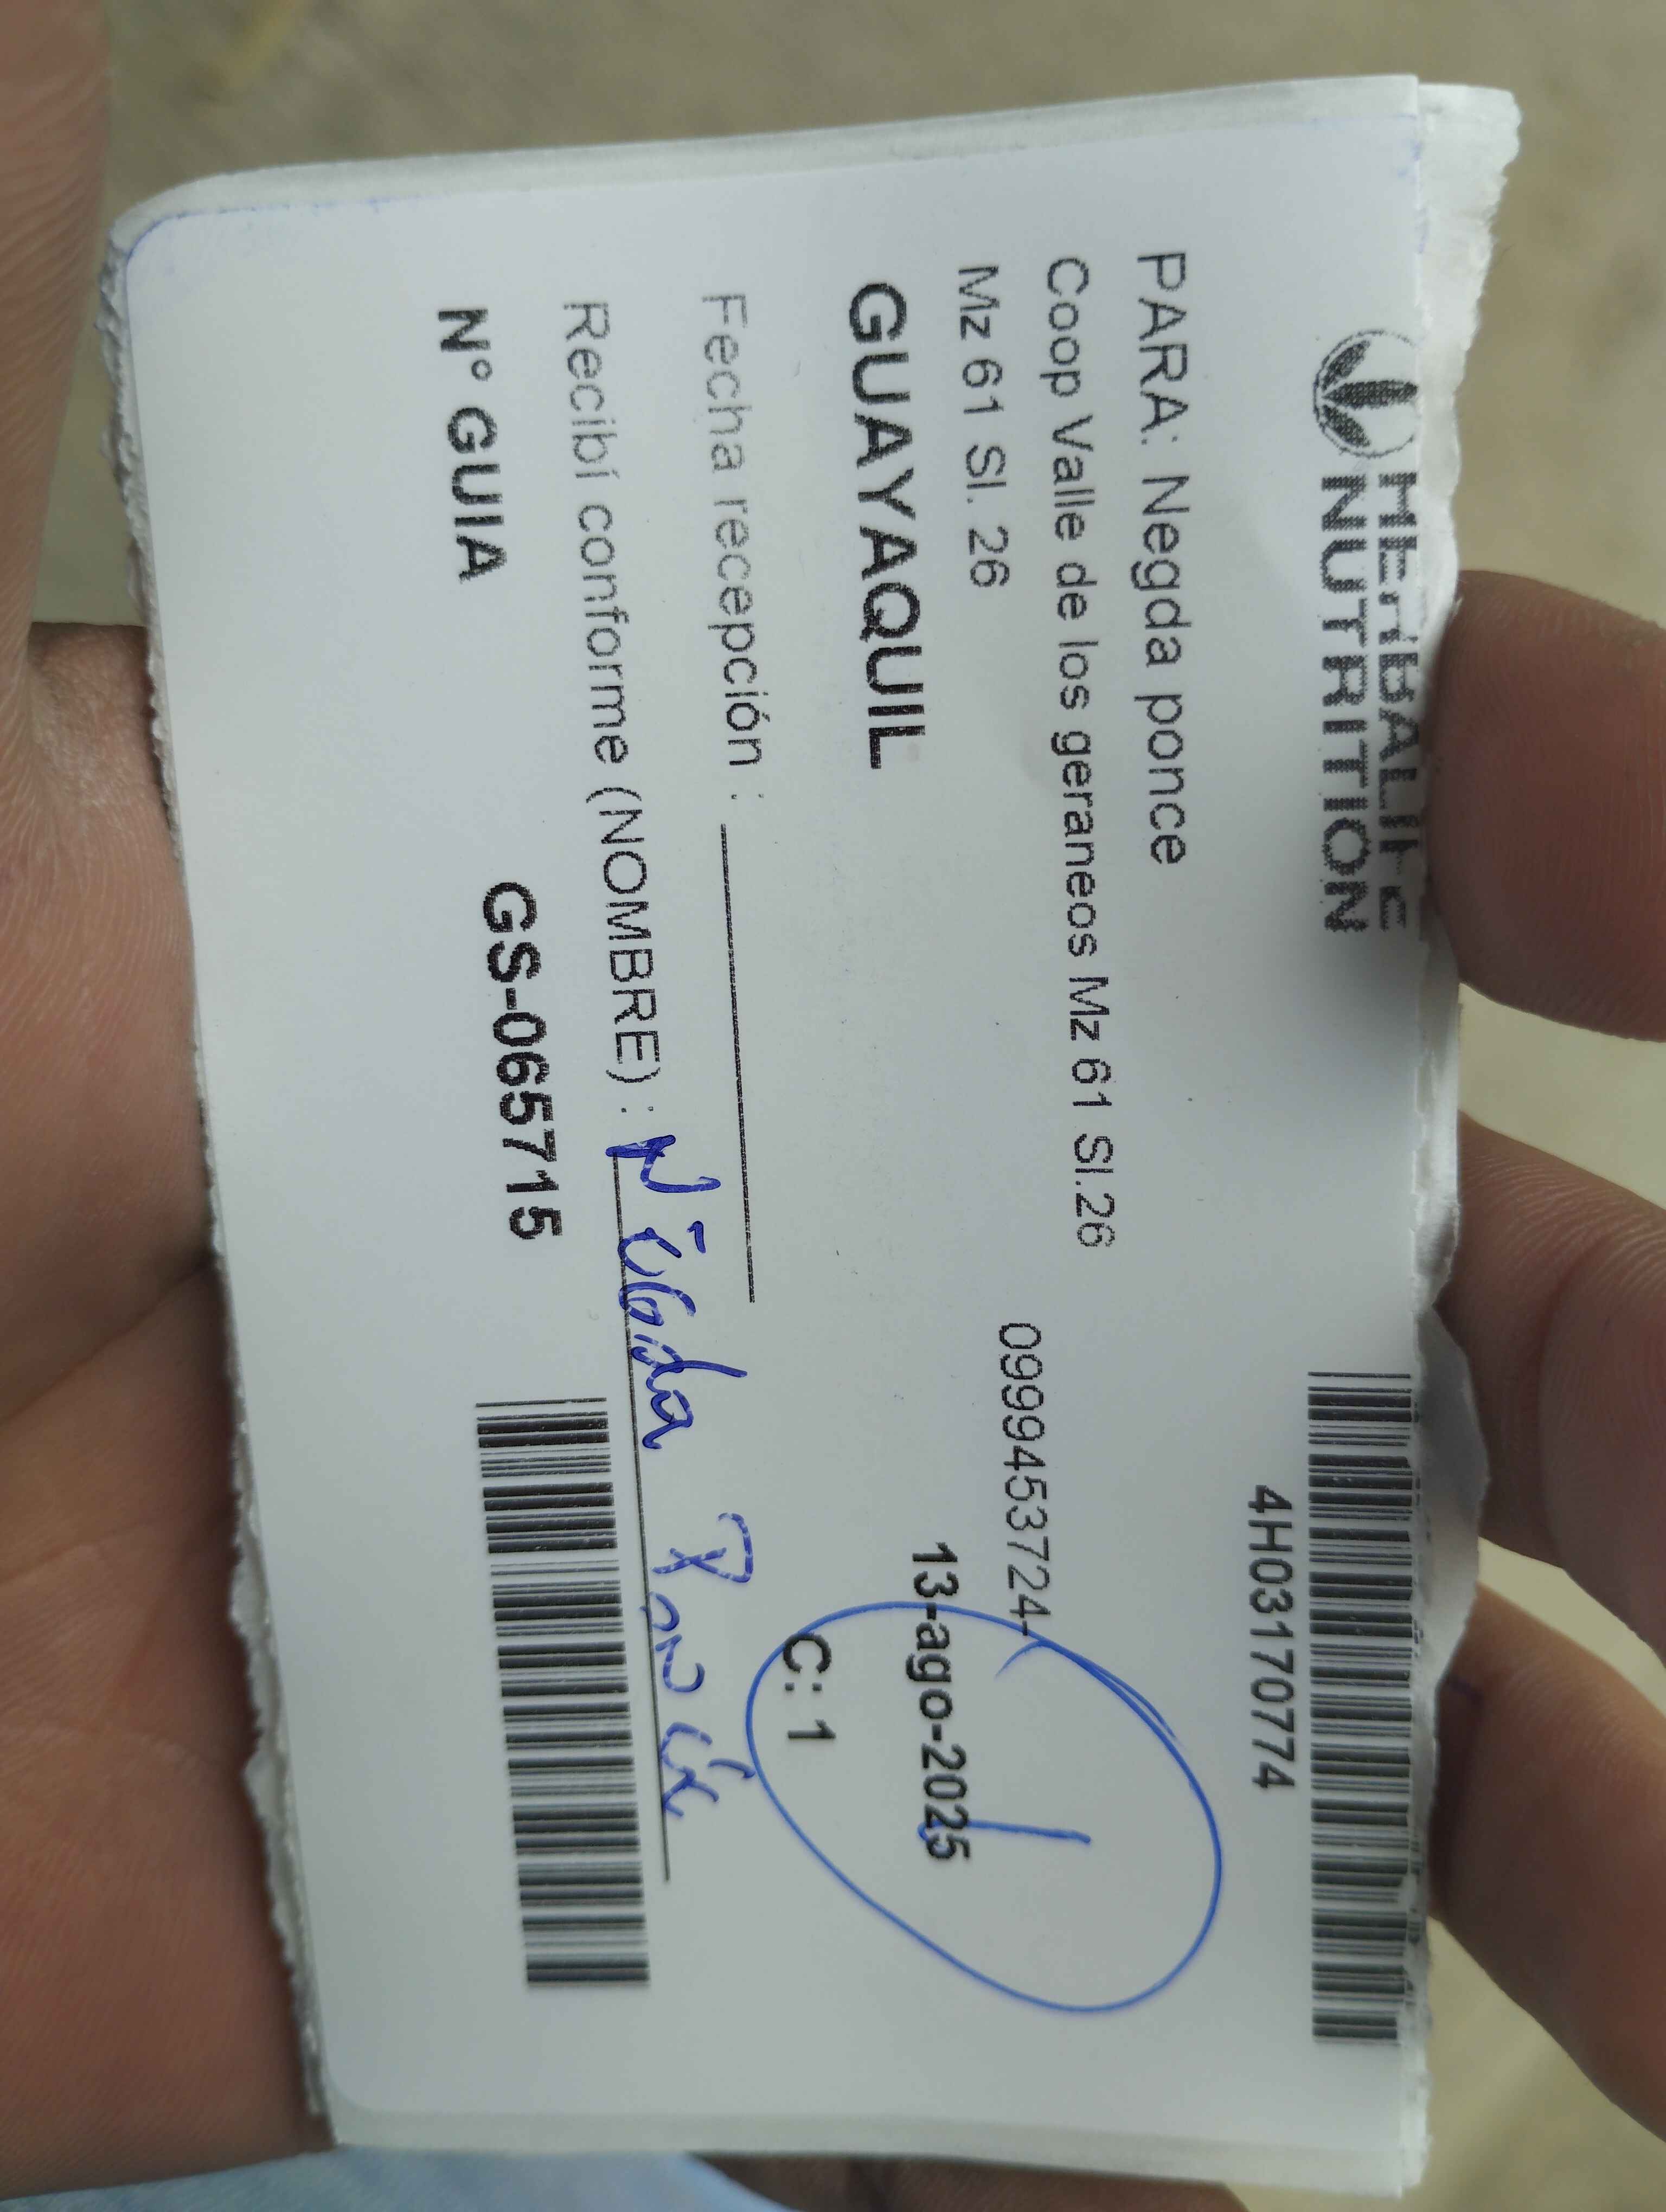 HERBALIFE
NUTRITION
4H03170774
PARA: Negda ponce
Coop Valle de los geraneos Mz 61 Sl.26
Mz 61 Sl. 26
0999453724-
GUAYAQUIL
13-ago-2025
C: 1
Fecha recepción :
Recibí conforme (NOMBRE) :
N° GUIA GS-065715